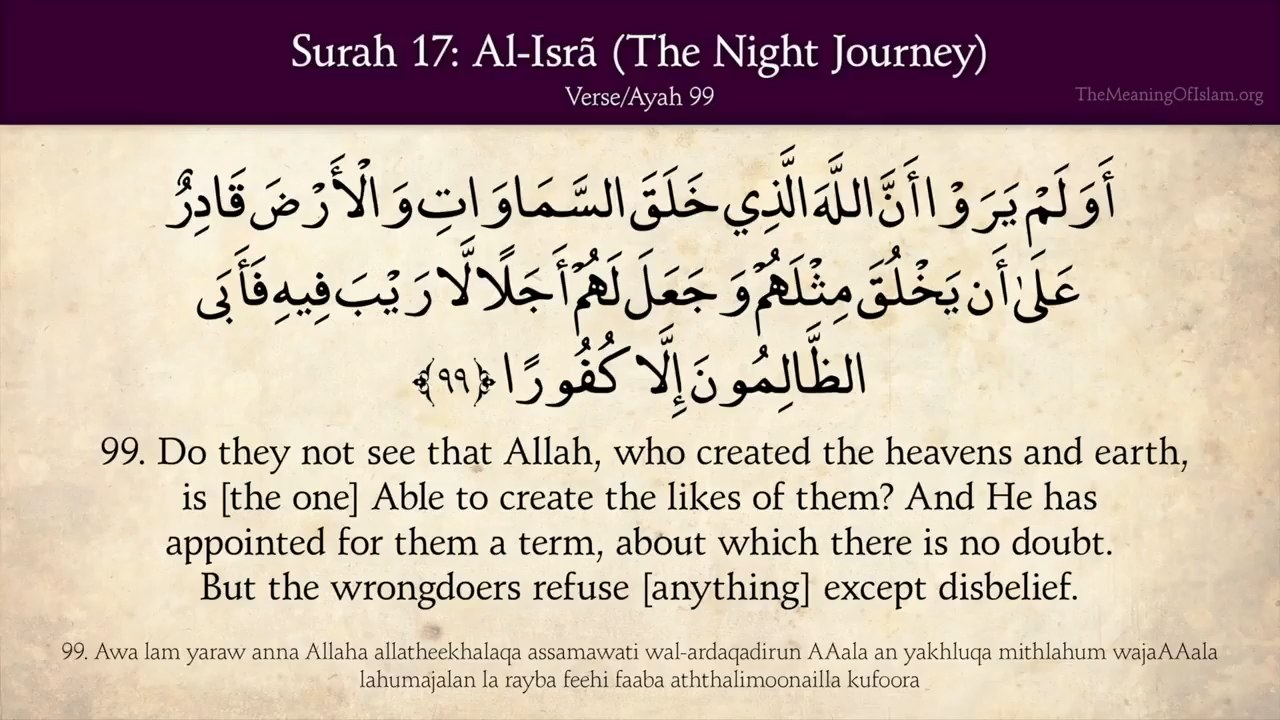 Surah 17: Al-Isrã (The Night Journey)
Verse/Ayah 99
TheMeaningOfIslam.org
أَوَلَمْ يَرَوْا أَنَّ اللَّهَ الَّذِي خَلَقَ السَّمَاوَاتِ وَالْأَرْضَ قَادِرٌ
عَلَىٰ أَن يَخْلُقَ مِثْلَهُمْ وَجَعَلَ لَهُمْ أَجَلًا لَّا رَيْبَ فِيهِ فَأَبَى
الظَّالِمُونَ إِلَّا كُفُورًا ﴿٩٩﴾
99. Do they not see that Allah, who created the heavens and earth,
is [the one] Able to create the likes of them? And He has
appointed for them a term, about which there is no doubt.
But the wrongdoers refuse [anything] except disbelief.
99. Awa lam yaraw anna Allaha allatheekhalaqa assamawati wal-ardaqadirun AAala an yakhluqa mithlahum wajaAAala
lahumajalan la rayba feehi faaba aththalimoonailla kufoora